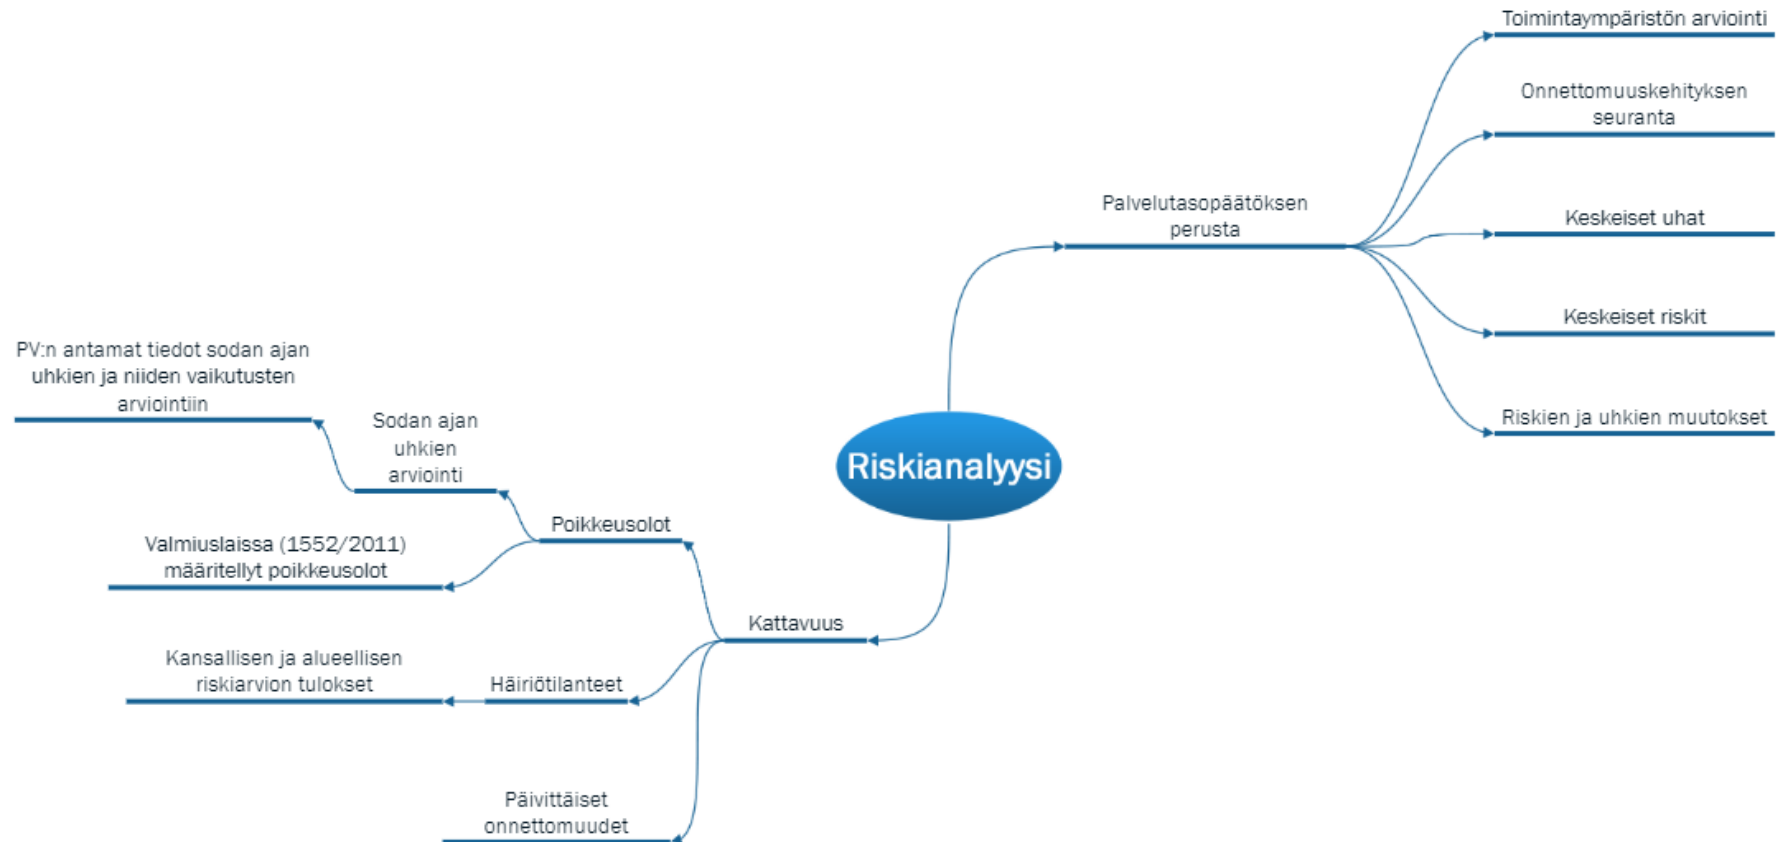 Toimintaympäristön arviointi
Onnettomuuskehityksen
seuranta
Palvelutasopäätöksen
perusta
Keskeiset uhat
Keskeiset riskit
Riskien ja uhkien muutokset
Riskianalyysi
PV:n antamat tiedot sodan ajan
uhkien ja niiden vaikutusten
arviointiin
Sodan ajan
uhkien
arviointi
Poikkeusolot
Valmiuslaissa (1552/2011)
määritellyt poikkeusolot
Kattavuus
Kansallisen ja alueellisen
riskiarvion tulokset
Häiriötilanteet
Päivittäiset
onnettomuudet